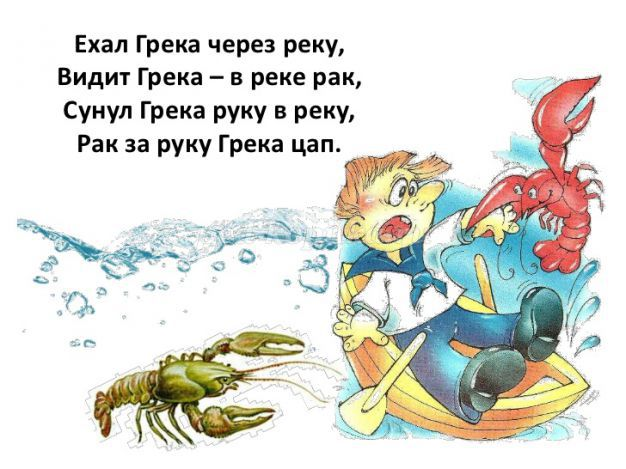 Ехал Грека через реку,
Видит Грека – в реке рак,
Сунул Грека руку в реку,
Рак за руку Грека цап.